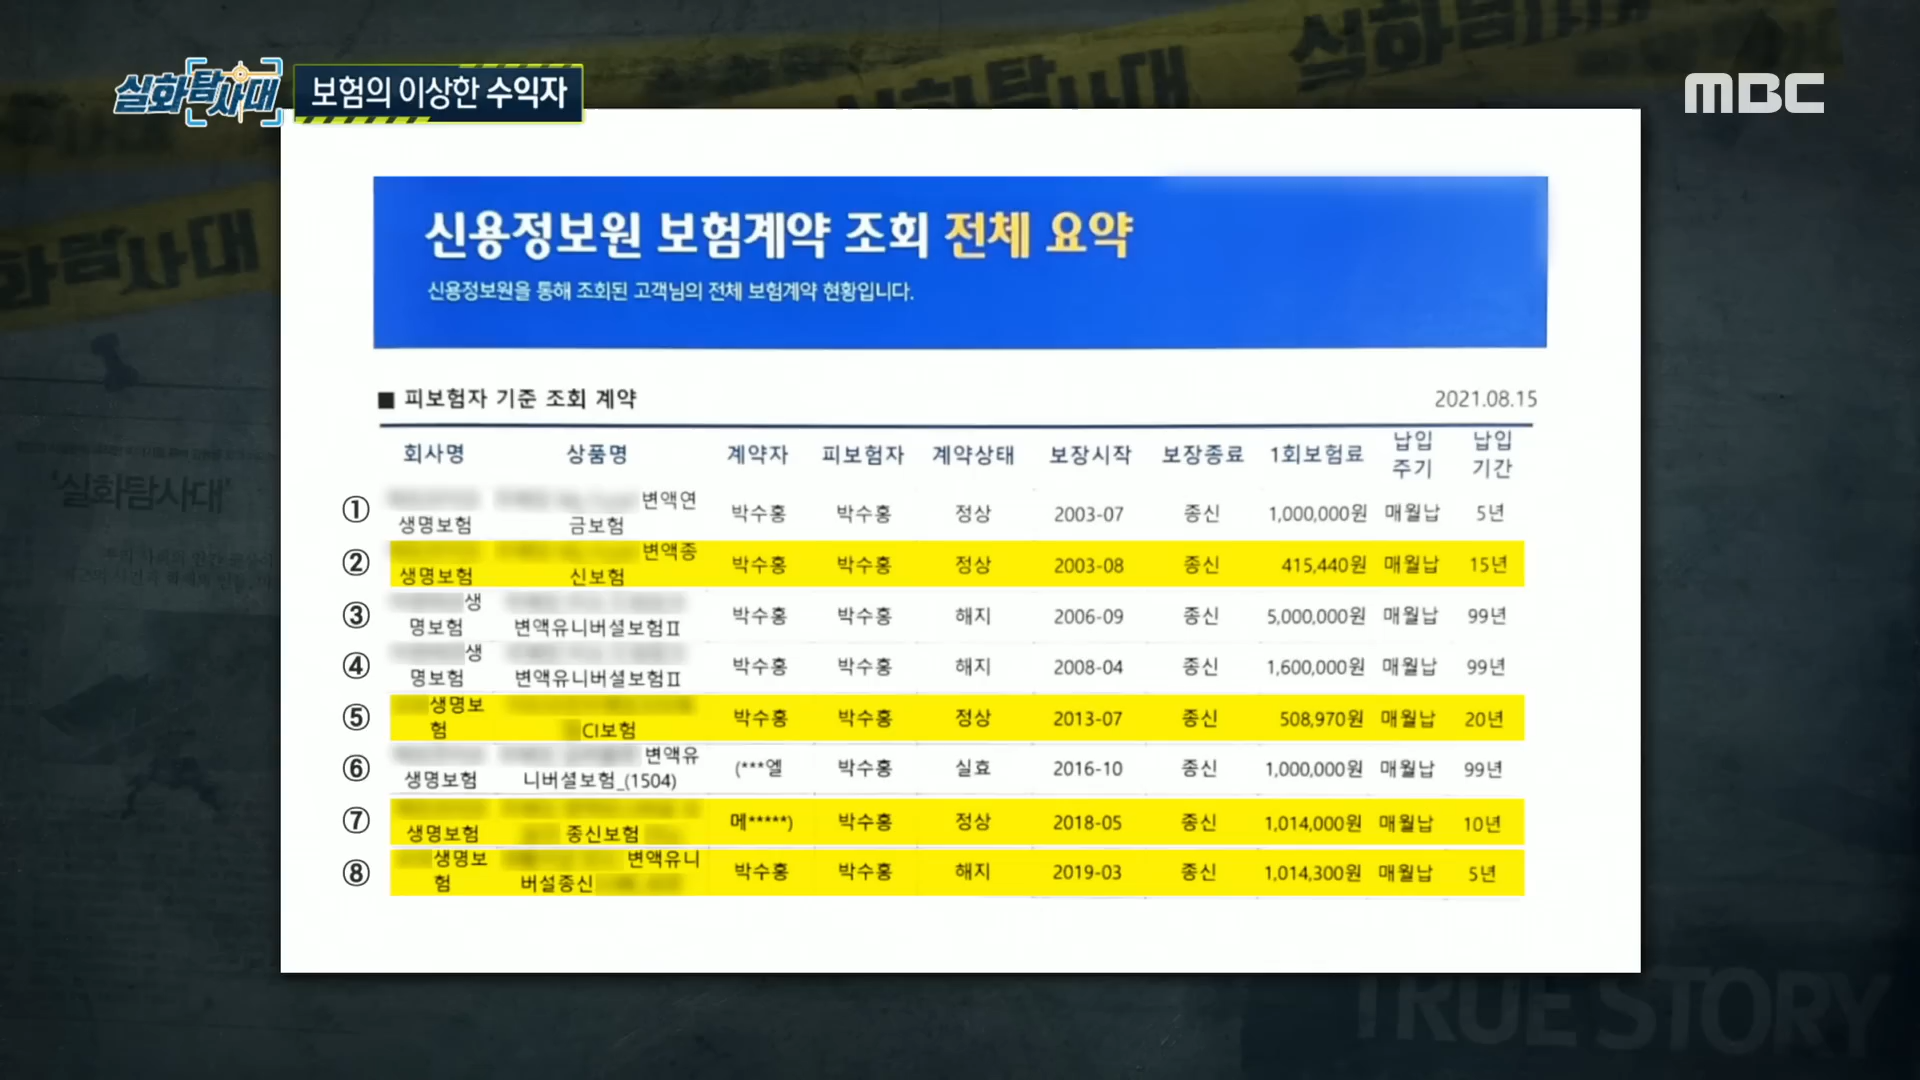 실화탐사대
보험의 이상한 수익자
MBC
신용정보원 보험계약 조회 전체 요약
신용정보원을 통해 조회된 고객님의 전체 보험계약 현황입니다.
■ 피보험자 기준 조회 계약 2021.08.15
회사명 상품명 계약자 피보험자 계약상태 보장시작 보장종료 1회보험료 납입 주기 납입 기간
① 생명보험 변액연금보험 박수홍 박수홍 정상 2003-07 종신 1,000,000원 매월납 5년
② 생명보험 변액종신보험 박수홍 박수홍 정상 2003-08 종신 415,440원 매월납 15년
③ 생명보험 변액유니버셜보험Ⅱ 박수홍 박수홍 해지 2006-09 종신 5,000,000원 매월납 99년
④ 생명보험 변액유니버셜보험Ⅱ 박수홍 박수홍 해지 2008-04 종신 1,600,000원 매월납 99년
⑤ 생명보험 CI보험 박수홍 박수홍 정상 2013-07 종신 508,970원 매월납 20년
⑥ 생명보험 변액유니버셜보험_(1504) (***엘 박수홍 실효 2016-10 종신 1,000,000원 매월납 99년
⑦ 생명보험 종신보험 메*****) 박수홍 정상 2018-05 종신 1,014,000원 매월납 10년
⑧ 생명보험 변액유니버설종신 박수홍 박수홍 해지 2019-03 종신 1,014,300원 매월납 5년
실화탐사대
실화탐사대
화탐사대
'실화탐사대'
TRUE STORY